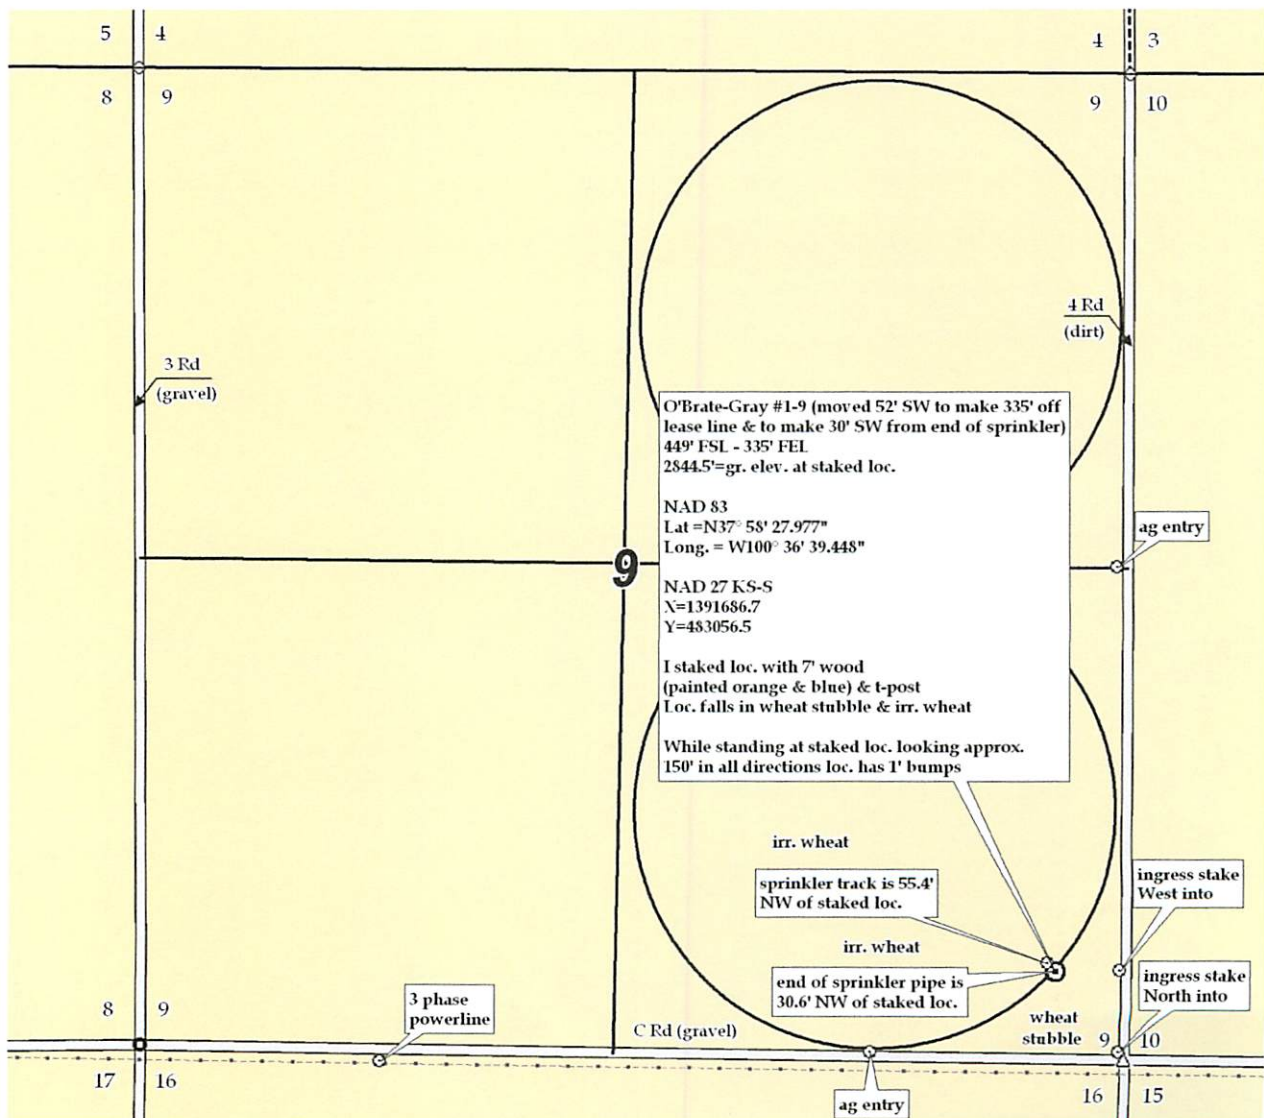 5 4
4 3
8 9
9 10
4 Rd
(dirt)
3 Rd
(gravel)
O'Brate-Gray #1-9 (moved 52' SW to make 335' off
lease line & to make 30' SW from end of sprinkler)
449' FSL - 335' FEL
2844.5'=gr. elev. at staked loc.
NAD 83
Lat =N37° 58' 27.977"
Long. = W100° 36' 39.448"
NAD 27 KS-S
X=1391686.7
Y=483056.5
I staked loc. with 7' wood
(painted orange & blue) & t-post
Loc. falls in wheat stubble & irr. wheat
While standing at staked loc. looking approx.
150' in all directions loc. has 1' bumps
ag entry
9
irr. wheat
sprinkler track is 55.4'
NW of staked loc.
ingress stake
West into
irr. wheat
end of sprinkler pipe is
30.6' NW of staked loc.
ingress stake
North into
3 phase
powerline
8 9
C Rd (gravel)
wheat
stubble
9 10
17 16
16 15
ag entry